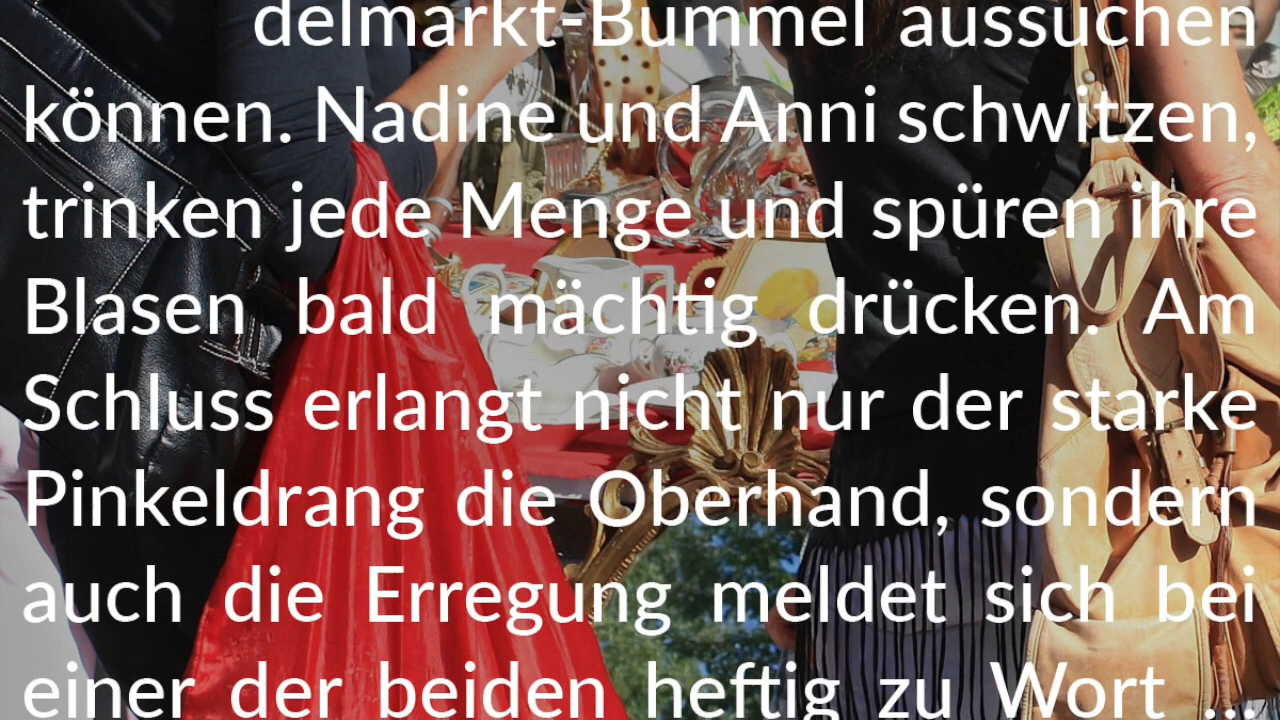 delmarkt-Bummel aussuchen
können. Nadine und Anni schwitzen,
trinken jede Menge und spüren ihre
Blasen bald mächtig drücken. Am
Schluss erlangt nicht nur der starke
Pinkeldrang die Oberhand, sondern
auch die Erregung meldet sich bei
einer der beiden heftig zu Wort ...